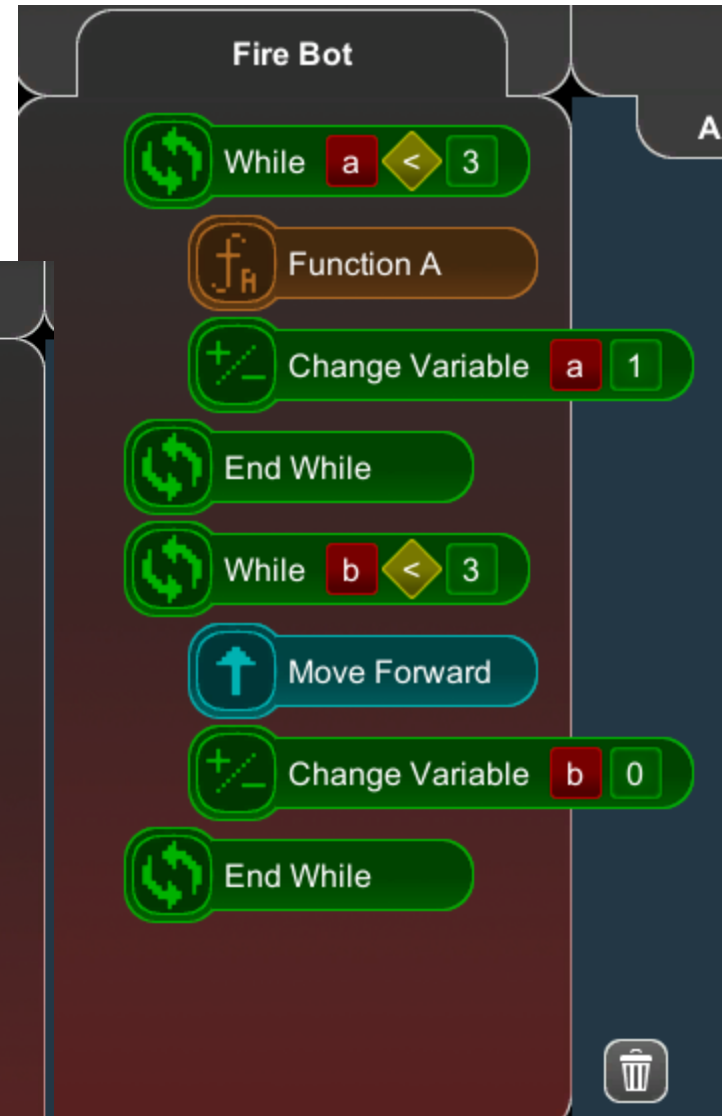 Fire Bot
A
While a < 3
Function A
Change Variable a 1
End While
While b < 3
Move Forward
Change Variable b 0
End While